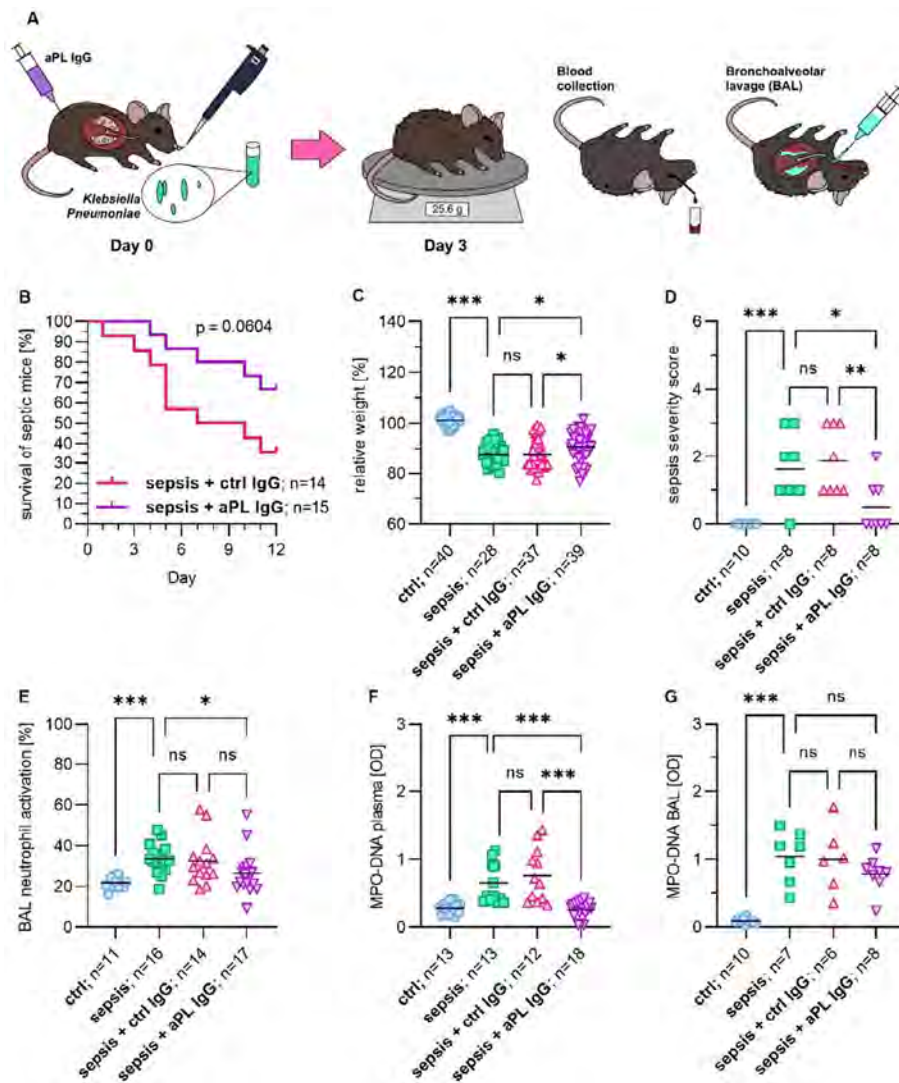 A
aPL IgG
Klebsiella
Pneumoniae
Day 0
25.6 g
Day 3
Blood
collection
Bronchoalveolar
lavage (BAL)
B
survival of septic mice [%]
100
90
80
70
60
50
40
30
20
10
0
p = 0.0604
sepsis + ctrl IgG; n=14
sepsis + aPL IgG; n=15
0 3 6 9 12
Day
C
relative weight [%]
120
100
80
60
*** *
ns *
ctrl; n=40
sepsis; n=28
sepsis + ctrl IgG; n=37
sepsis + aPL IgG; n=39
D
sepsis severity score
6
4
2
0
*** *
ns **
ctrl; n=10
sepsis; n=8
sepsis + ctrl IgG; n=8
sepsis + aPL IgG; n=8
E
BAL neutrophil activation [%]
100
80
60
40
20
0
*** *
ns ns
ctrl; n=11
sepsis; n=16
sepsis + ctrl IgG; n=14
sepsis + aPL IgG; n=17
F
MPO-DNA plasma [OD]
3
2
1
0
*** ***
ns ***
ctrl; n=13
sepsis; n=13
sepsis + ctrl IgG; n=12
sepsis + aPL IgG; n=18
G
MPO-DNA BAL [OD]
3
2
1
0
*** ns
ns ns
ctrl; n=10
sepsis; n=7
sepsis + ctrl IgG; n=6
sepsis + aPL IgG; n=8